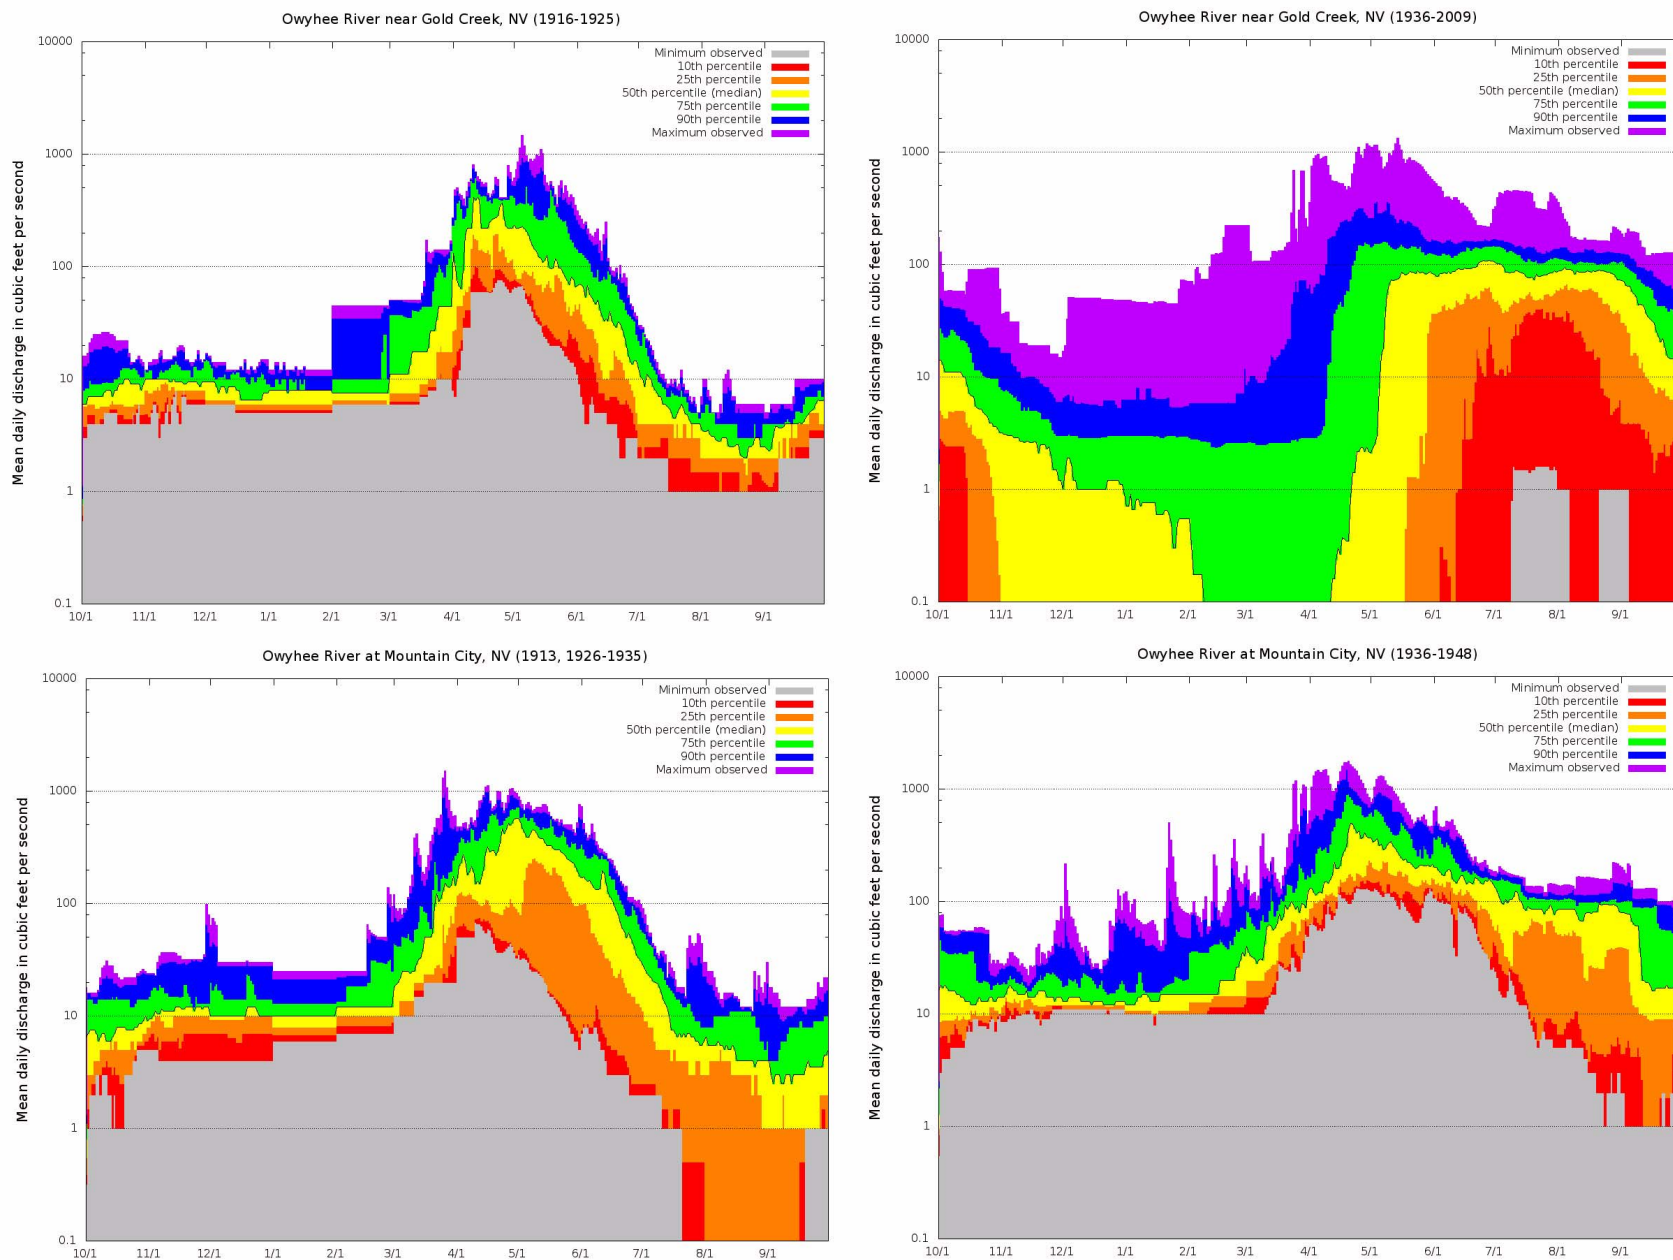 Owyhee River near Gold Creek, NV (1916-1925)
Mean daily discharge in cubic feet per second
10000
1000
100
10
1
0.1
Minimum observed
10th percentile
25th percentile
50th percentile (median)
75th percentile
90th percentile
Maximum observed
10/1 11/1 12/1 1/1 2/1 3/1 4/1 5/1 6/1 7/1 8/1 9/1
Owyhee River near Gold Creek, NV (1936-2009)
Mean daily discharge in cubic feet per second
10000
1000
100
10
1
0.1
Minimum observed
10th percentile
25th percentile
50th percentile (median)
75th percentile
90th percentile
Maximum observed
10/1 11/1 12/1 1/1 2/1 3/1 4/1 5/1 6/1 7/1 8/1 9/1
Owyhee River at Mountain City, NV (1913, 1926-1935)
Mean daily discharge in cubic feet per second
10000
1000
100
10
1
0.1
Minimum observed
10th percentile
25th percentile
50th percentile (median)
75th percentile
90th percentile
Maximum observed
10/1 11/1 12/1 1/1 2/1 3/1 4/1 5/1 6/1 7/1 8/1 9/1
Owyhee River at Mountain City, NV (1936-1948)
Mean daily discharge in cubic feet per second
10000
1000
100
10
1
0.1
Minimum observed
10th percentile
25th percentile
50th percentile (median)
75th percentile
90th percentile
Maximum observed
10/1 11/1 12/1 1/1 2/1 3/1 4/1 5/1 6/1 7/1 8/1 9/1